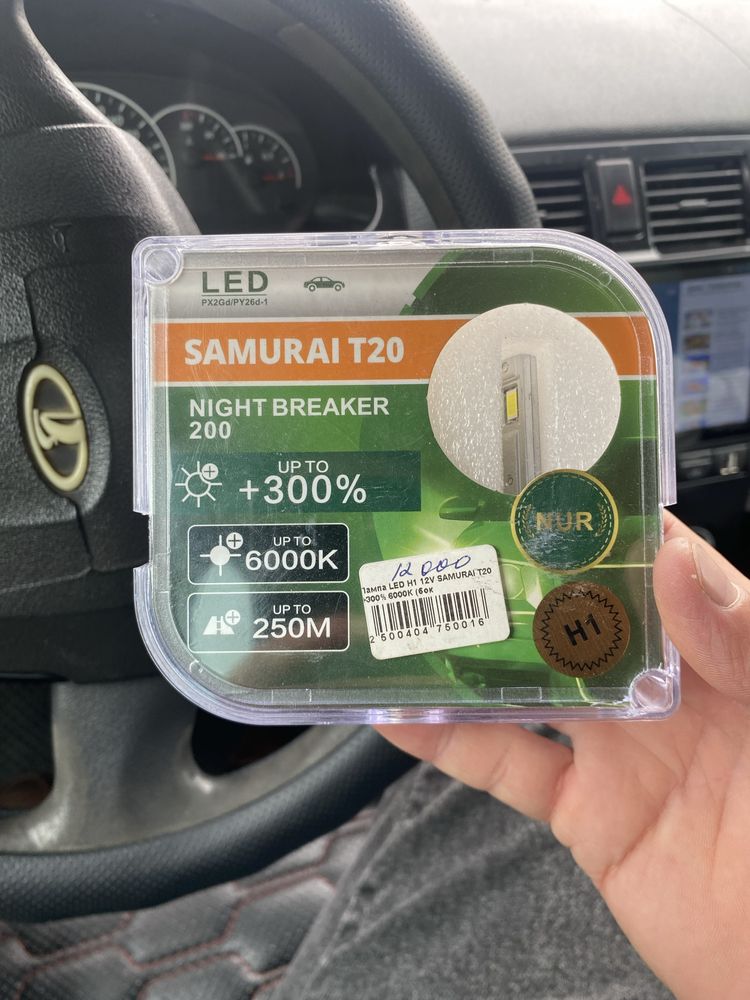 LED
PX2Gd/PY26d-1
SAMURAI T20
NIGHT BREAKER
200
UP TO
+300%
UP TO
6000K
UP TO
250M
NUR
H1
12 000
Лампа LED H1 12V SAMURAI T20
+300% 6000K (бок
2500404750016